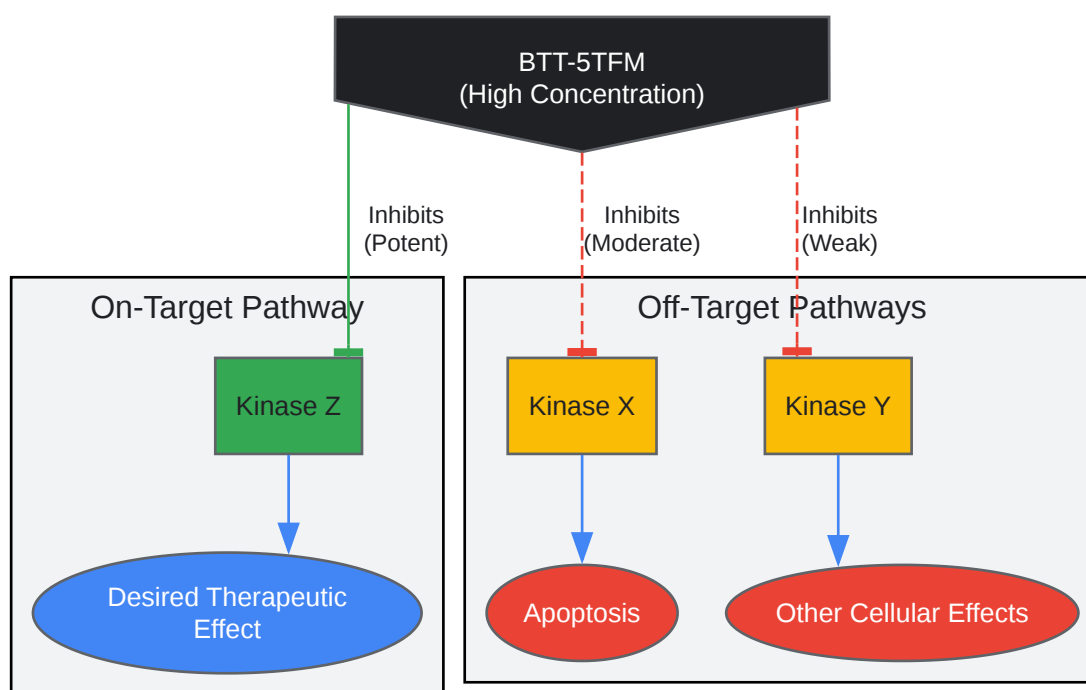 BTT-5TFM
(High Concentration)
Inhibits
(Potent)
Inhibits
(Moderate)
Inhibits
(Weak)
On-Target Pathway
Off-Target Pathways
Kinase Z
Kinase X
Kinase Y
Desired Therapeutic
Effect
Apoptosis
Other Cellular Effects